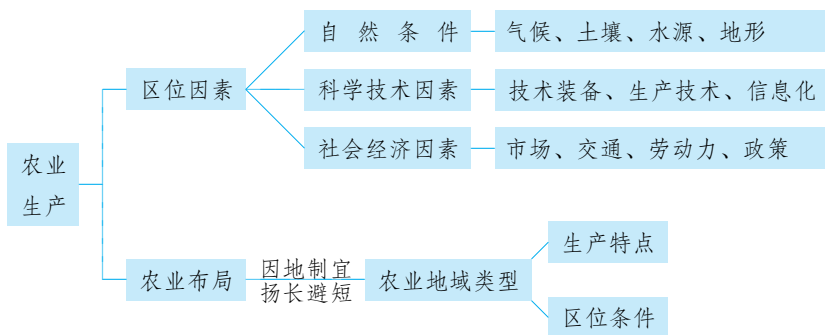 自然条件
气候、土壤、水源、地形
区位因素
科学技术因素
技术装备、生产技术、信息化
社会经济因素
市场、交通、劳动力、政策
农业
生产
农业布局
因地制宜
扬长避短
农业地域类型
生产特点
区位条件